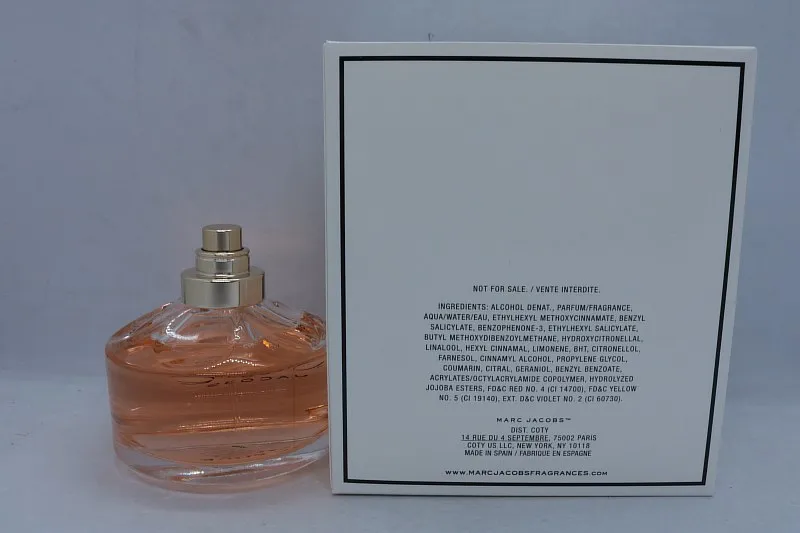 NOT FOR SALE. / VENTE INTERDITE.
INGREDIENTS: ALCOHOL DENAT., PARFUM/FRAGRANCE,
AQUA/WATER/EAU, ETHYLHEXYL METHOXYCINNAMATE, BENZYL
SALICYLATE, BENZOPHENONE-3, ETHYLHEXYL SALICYLATE,
BUTYL METHOXYDIBENZOYLMETHANE, HYDROXYCITRONELLAL,
LINALOOL, HEXYL CINNAMAL, LIMONENE, BHT, CITRONELLOL,
FARNESOL, CINNAMYL ALCOHOL, PROPYLENE GLYCOL,
COUMARIN, CITRAL, GERANIOL, BENZYL BENZOATE,
ACRYLATES/OCTYLACRYLAMIDE COPOLYMER, HYDROLYZED
JOJOBA ESTERS, FD&C RED NO. 4 (CI 14700), FD&C YELLOW
NO. 5 (CI 19140), EXT. D&C VIOLET NO. 2 (CI 60730).
MARC JACOBS™
DIST. COTY
14 RUE DU 4 SEPTEMBRE, 75002 PARIS
COTY US LLC, NEW YORK, NY 10118
MADE IN SPAIN / FABRIQUE EN ESPAGNE
WWW.MARCJACOBSFRAGRANCES.COM